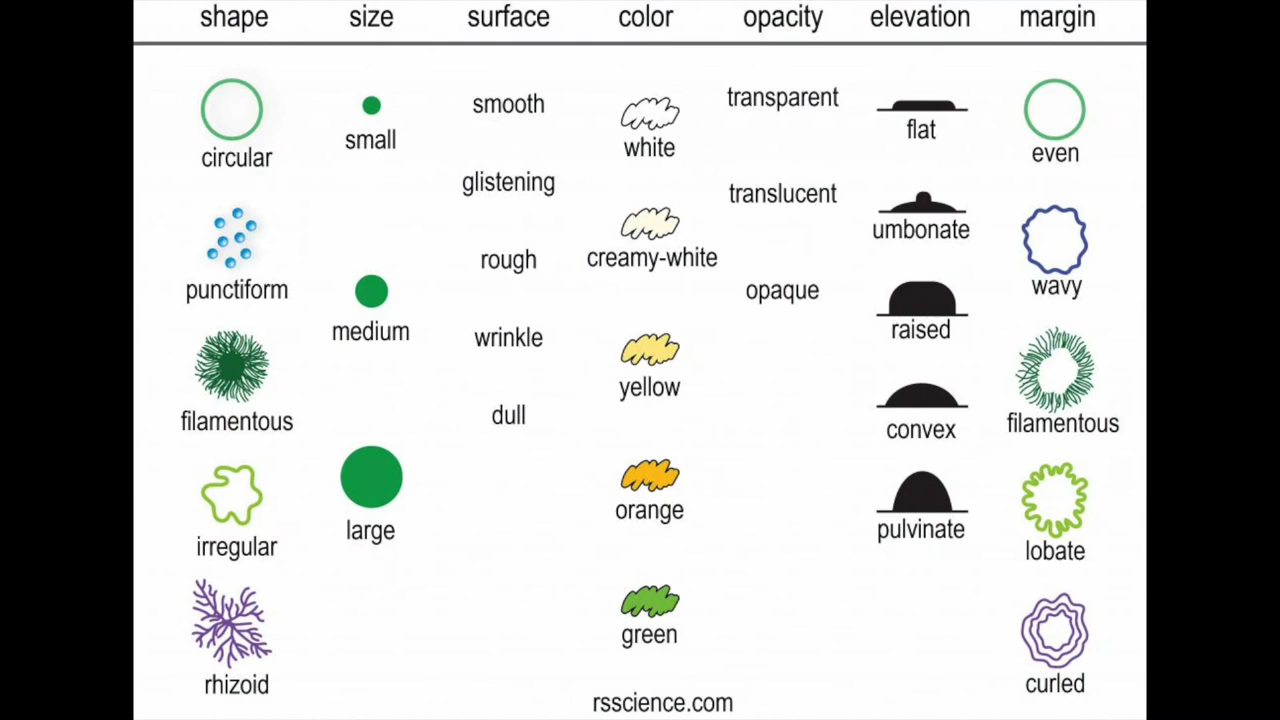 shape size surface color opacity elevation margin
circular
punctiform
filamentous
irregular
rhizoid
small
medium
large
smooth
glistening
rough
wrinkle
dull
white
creamy-white
yellow
orange
green
transparent
translucent
opaque
flat
umbonate
raised
convex
pulvinate
even
wavy
filamentous
lobate
curled
rsscience.com